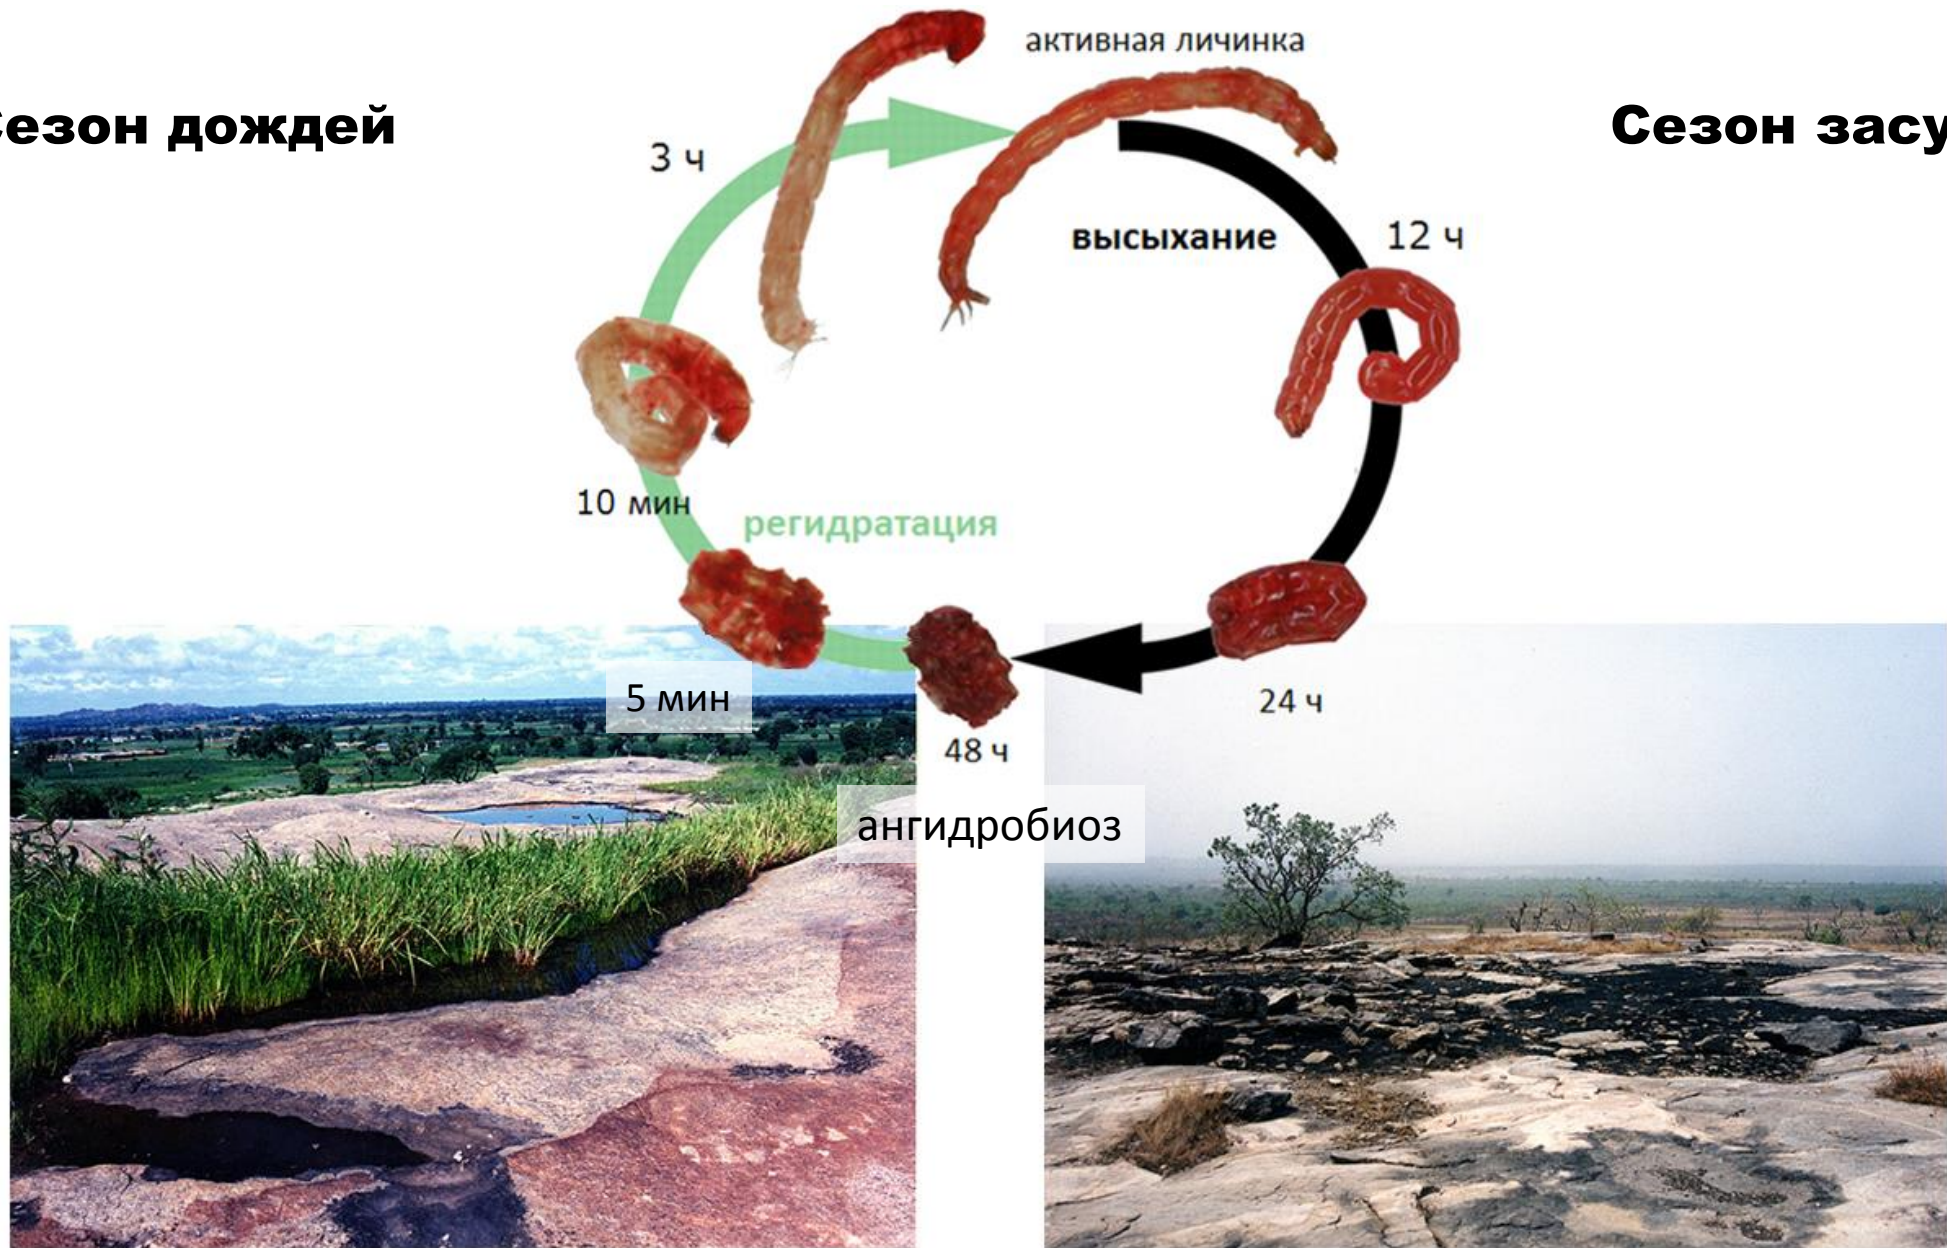 активная личинка
езон дождей
Сезон засу
3 ч
высыхание
12 ч
10 мин
регидратация
5 мин
24 ч
48 ч
ангидробиоз